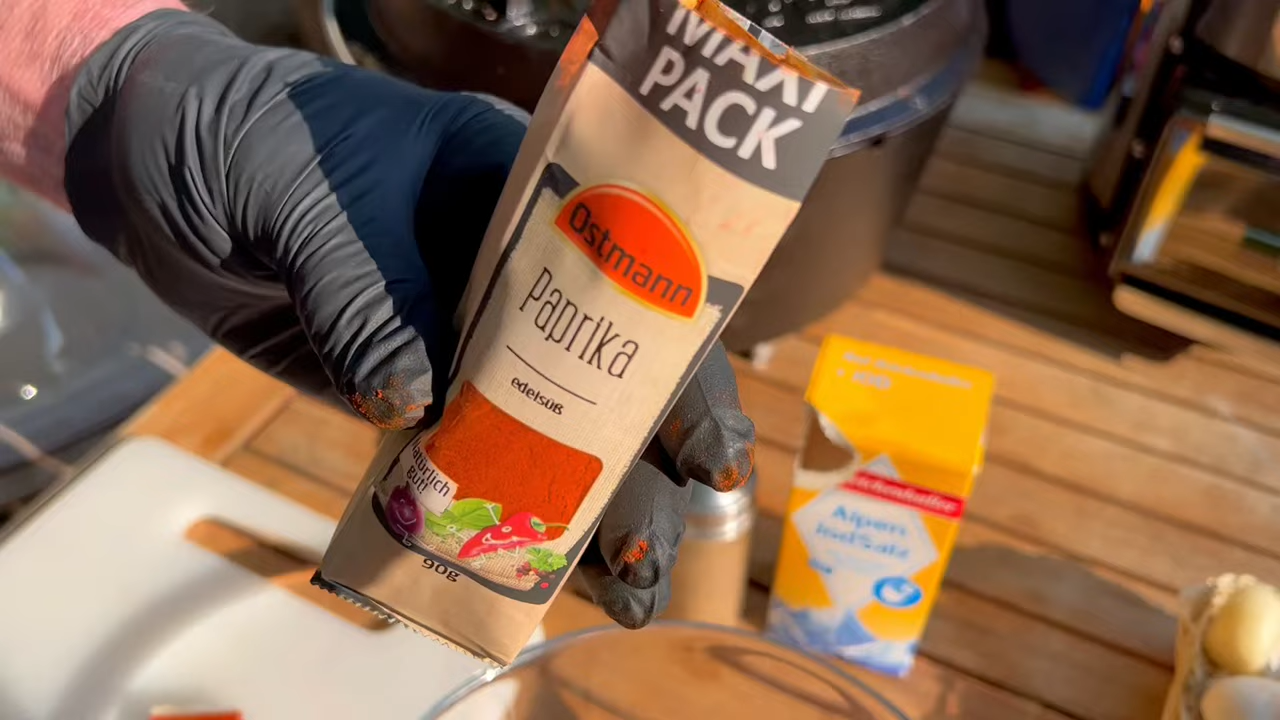 MAXI
PACK
Ostmann
Paprika
edelsüß
Natürlich
gut!
90g
Alpen
JodSalz